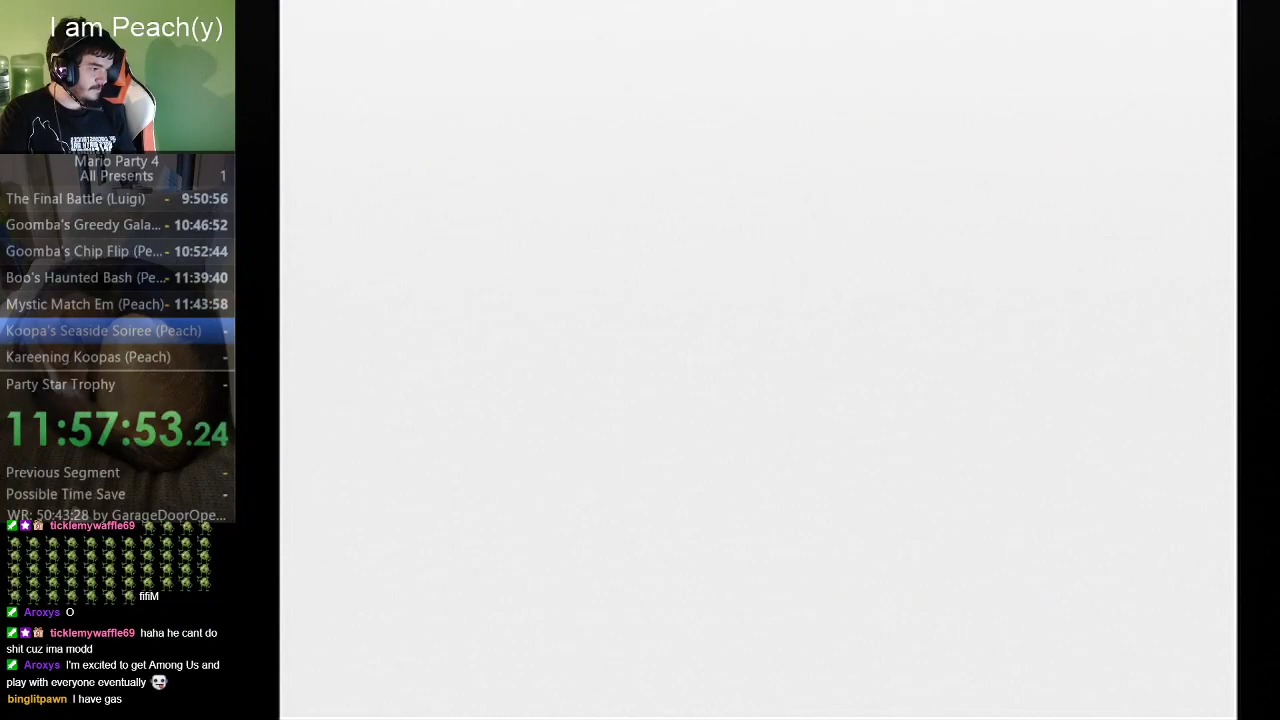 I am Peach(y)
Mario Party 4
All Presents 1
The Final Battle (Luigi) - 9:50:56
Goomba's Greedy Gala... - 10:46:52
Goomba's Chip Flip (Pe... - 10:52:44
Boo's Haunted Bash (Pe... - 11:39:40
Mystic Match Em (Peach) - 11:43:58
Koopa's Seaside Soiree (Peach) -
Kareening Koopas (Peach) -
Party Star Trophy -
11:57:53.24
Previous Segment -
Possible Time Save -
WR: 50:43:28 by GarageDoorOpe...
ticklemywaffle69
fifiM
Aroxys O
ticklemywaffle69 haha he cant do
shit cuz ima modd
Aroxys I'm excited to get Among Us and
play with everyone eventually
binglitpawn I have gas